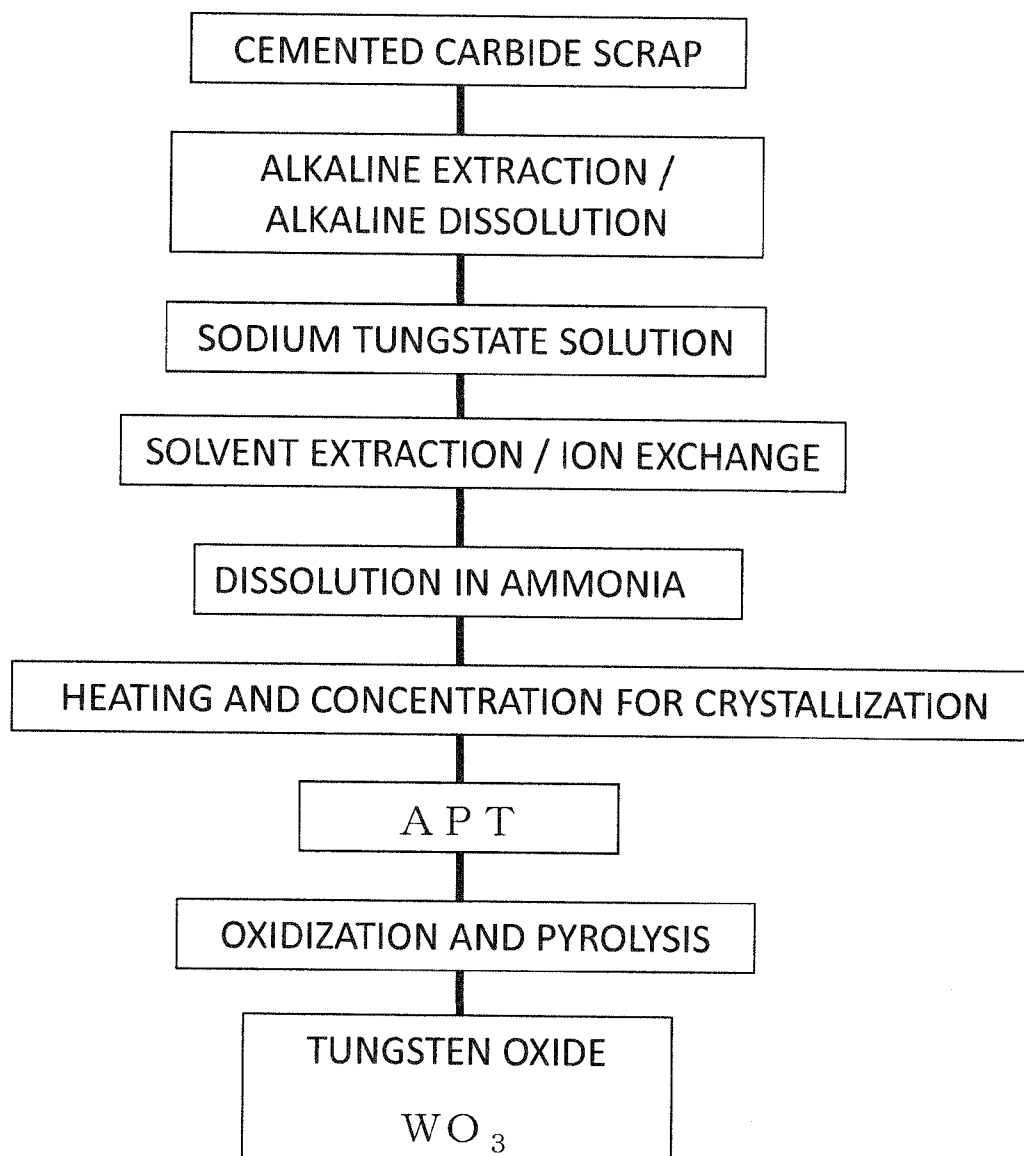 CEMENTED CARBIDE SCRAP
ALKALINE EXTRACTION /
ALKALINE DISSOLUTION
SODIUM TUNGSTATE SOLUTION
SOLVENT EXTRACTION / ION EXCHANGE
DISSOLUTION IN AMMONIA
HEATING AND CONCENTRATION FOR CRYSTALLIZATION
APT
OXIDIZATION AND PYROLYSIS
TUNGSTEN OXIDE
WO₃